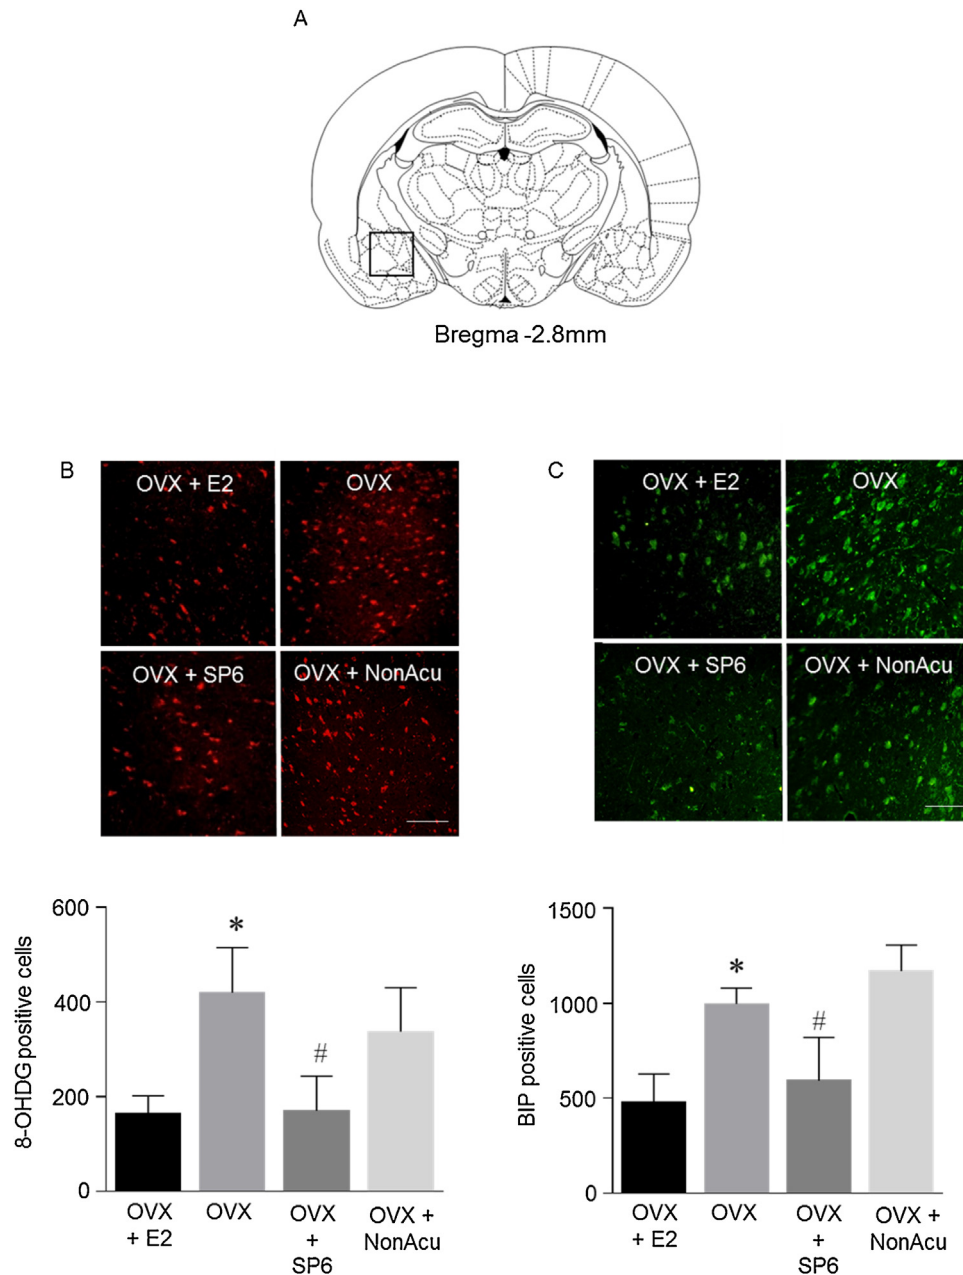 A
Bregma -2.8mm
B
OVX + E2
OVX
OVX + SP6
OVX + NonAcu
C
OVX + E2
OVX
OVX + SP6
OVX + NonAcu
8-OHDG positive cells
600
400
200
0
*
#
OVX
+ E2
OVX
OVX
+
SP6
OVX +
NonAcu
BIP positive cells
1500
1000
500
0
*
#
OVX
+ E2
OVX
OVX
+
SP6
OVX +
NonAcu